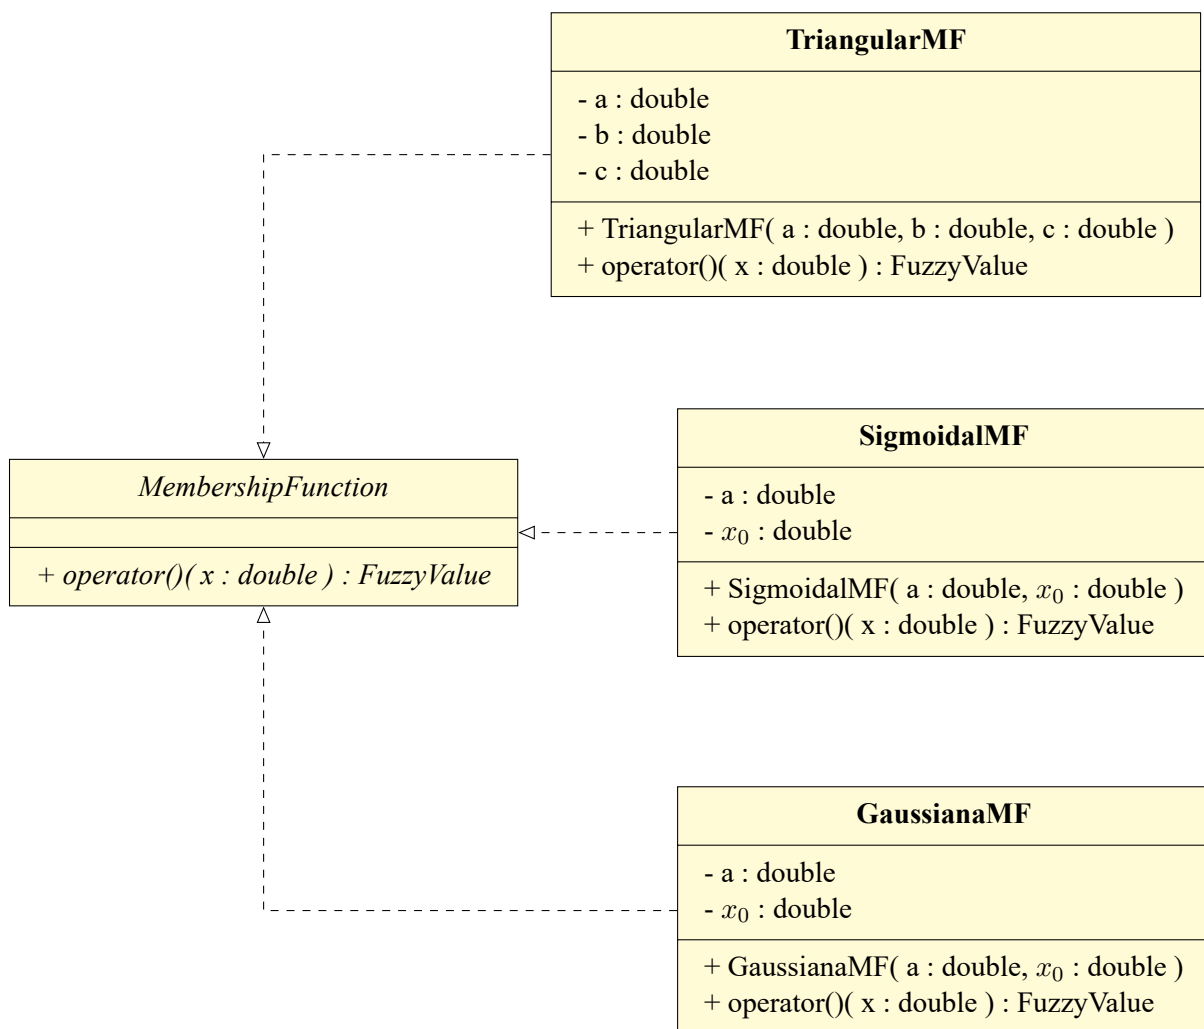 TriangularMF
- a : double
- b : double
- c : double
+ TriangularMF( a : double, b : double, c : double )
+ operator()( x : double ) : FuzzyValue
MembershipFunction
+ operator()( x : double ) : FuzzyValue
SigmoidalMF
- a : double
- x₀ : double
+ SigmoidalMF( a : double, x₀ : double )
+ operator()( x : double ) : FuzzyValue
GaussianaMF
- a : double
- x₀ : double
+ GaussianaMF( a : double, x₀ : double )
+ operator()( x : double ) : FuzzyValue